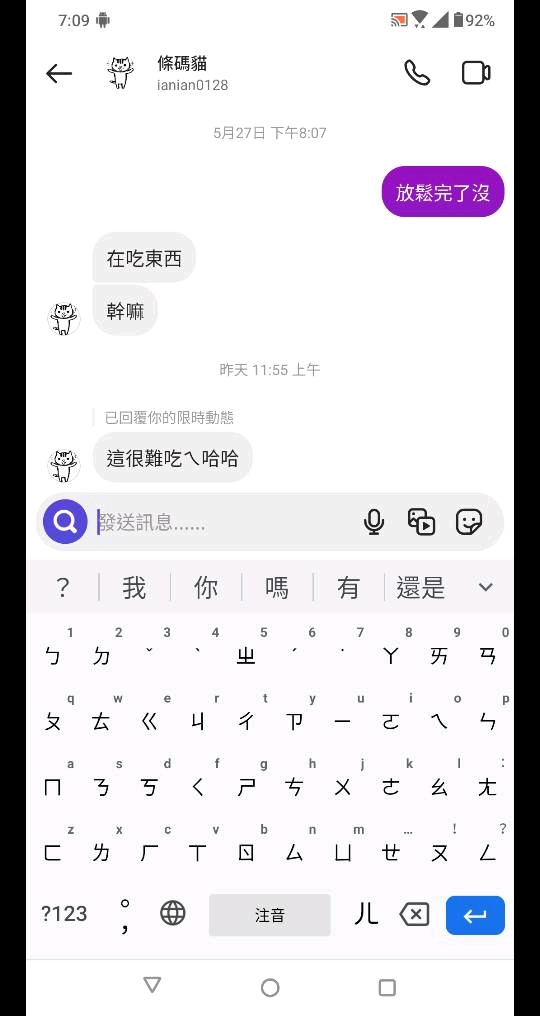 7:09
92%
條碼貓
ianian0128
5月27日 下午8:07
放鬆完了沒
在吃東西
幹嘛
昨天 11:55 上午
已回覆你的限時動態
這很難吃ㄟ哈哈
發送訊息......
? 我 你 嗎 有 還是
1 2 3 4 5 6 7 8 9 0
ㄅ ㄉ ˇ ˋ ㄓ ˊ ˙ ㄚ ㄞ ㄢ
q w e r t y u i o p
ㄆ ㄊ ㄍ ㄐ ㄔ ㄗ ㄧ ㄛ ㄟ ㄣ
a s d f g h j k l :
ㄇ ㄋ ㄎ ㄑ ㄕ ㄘ ㄨ ㄜ ㄠ ㄤ
z x c v b n m … ! ?
ㄈ ㄌ ㄏ ㄒ ㄖ ㄙ ㄩ ㄝ ㄡ ㄥ
?123 °, 注音 ㄦ